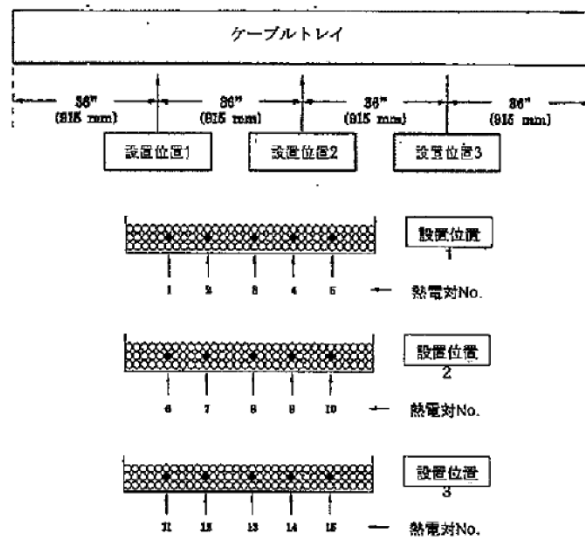 ケーブルトレイ
36" 36" 36" 36"
(915 mm) (915 mm) (915 mm) (915 mm)
設置位置1 設置位置2 設置位置3
設置位置
1
1 2 3 4 5 熱電対No.
設置位置
2
6 7 8 9 10 熱電対No.
設置位置
3
11 12 13 14 15 熱電対No.